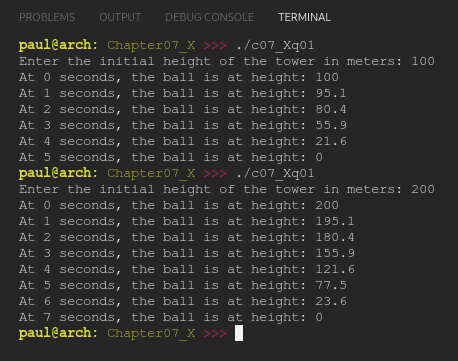 PROBLEMS OUTPUT DEBUG CONSOLE TERMINAL
paul@arch: Chapter07_X >>> ./c07_Xq01
Enter the initial height of the tower in meters: 100
At 0 seconds, the ball is at height: 100
At 1 seconds, the ball is at height: 95.1
At 2 seconds, the ball is at height: 80.4
At 3 seconds, the ball is at height: 55.9
At 4 seconds, the ball is at height: 21.6
At 5 seconds, the ball is at height: 0
paul@arch: Chapter07_X >>> ./c07_Xq01
Enter the initial height of the tower in meters: 200
At 0 seconds, the ball is at height: 200
At 1 seconds, the ball is at height: 195.1
At 2 seconds, the ball is at height: 180.4
At 3 seconds, the ball is at height: 155.9
At 4 seconds, the ball is at height: 121.6
At 5 seconds, the ball is at height: 77.5
At 6 seconds, the ball is at height: 23.6
At 7 seconds, the ball is at height: 0
paul@arch: Chapter07_X >>>